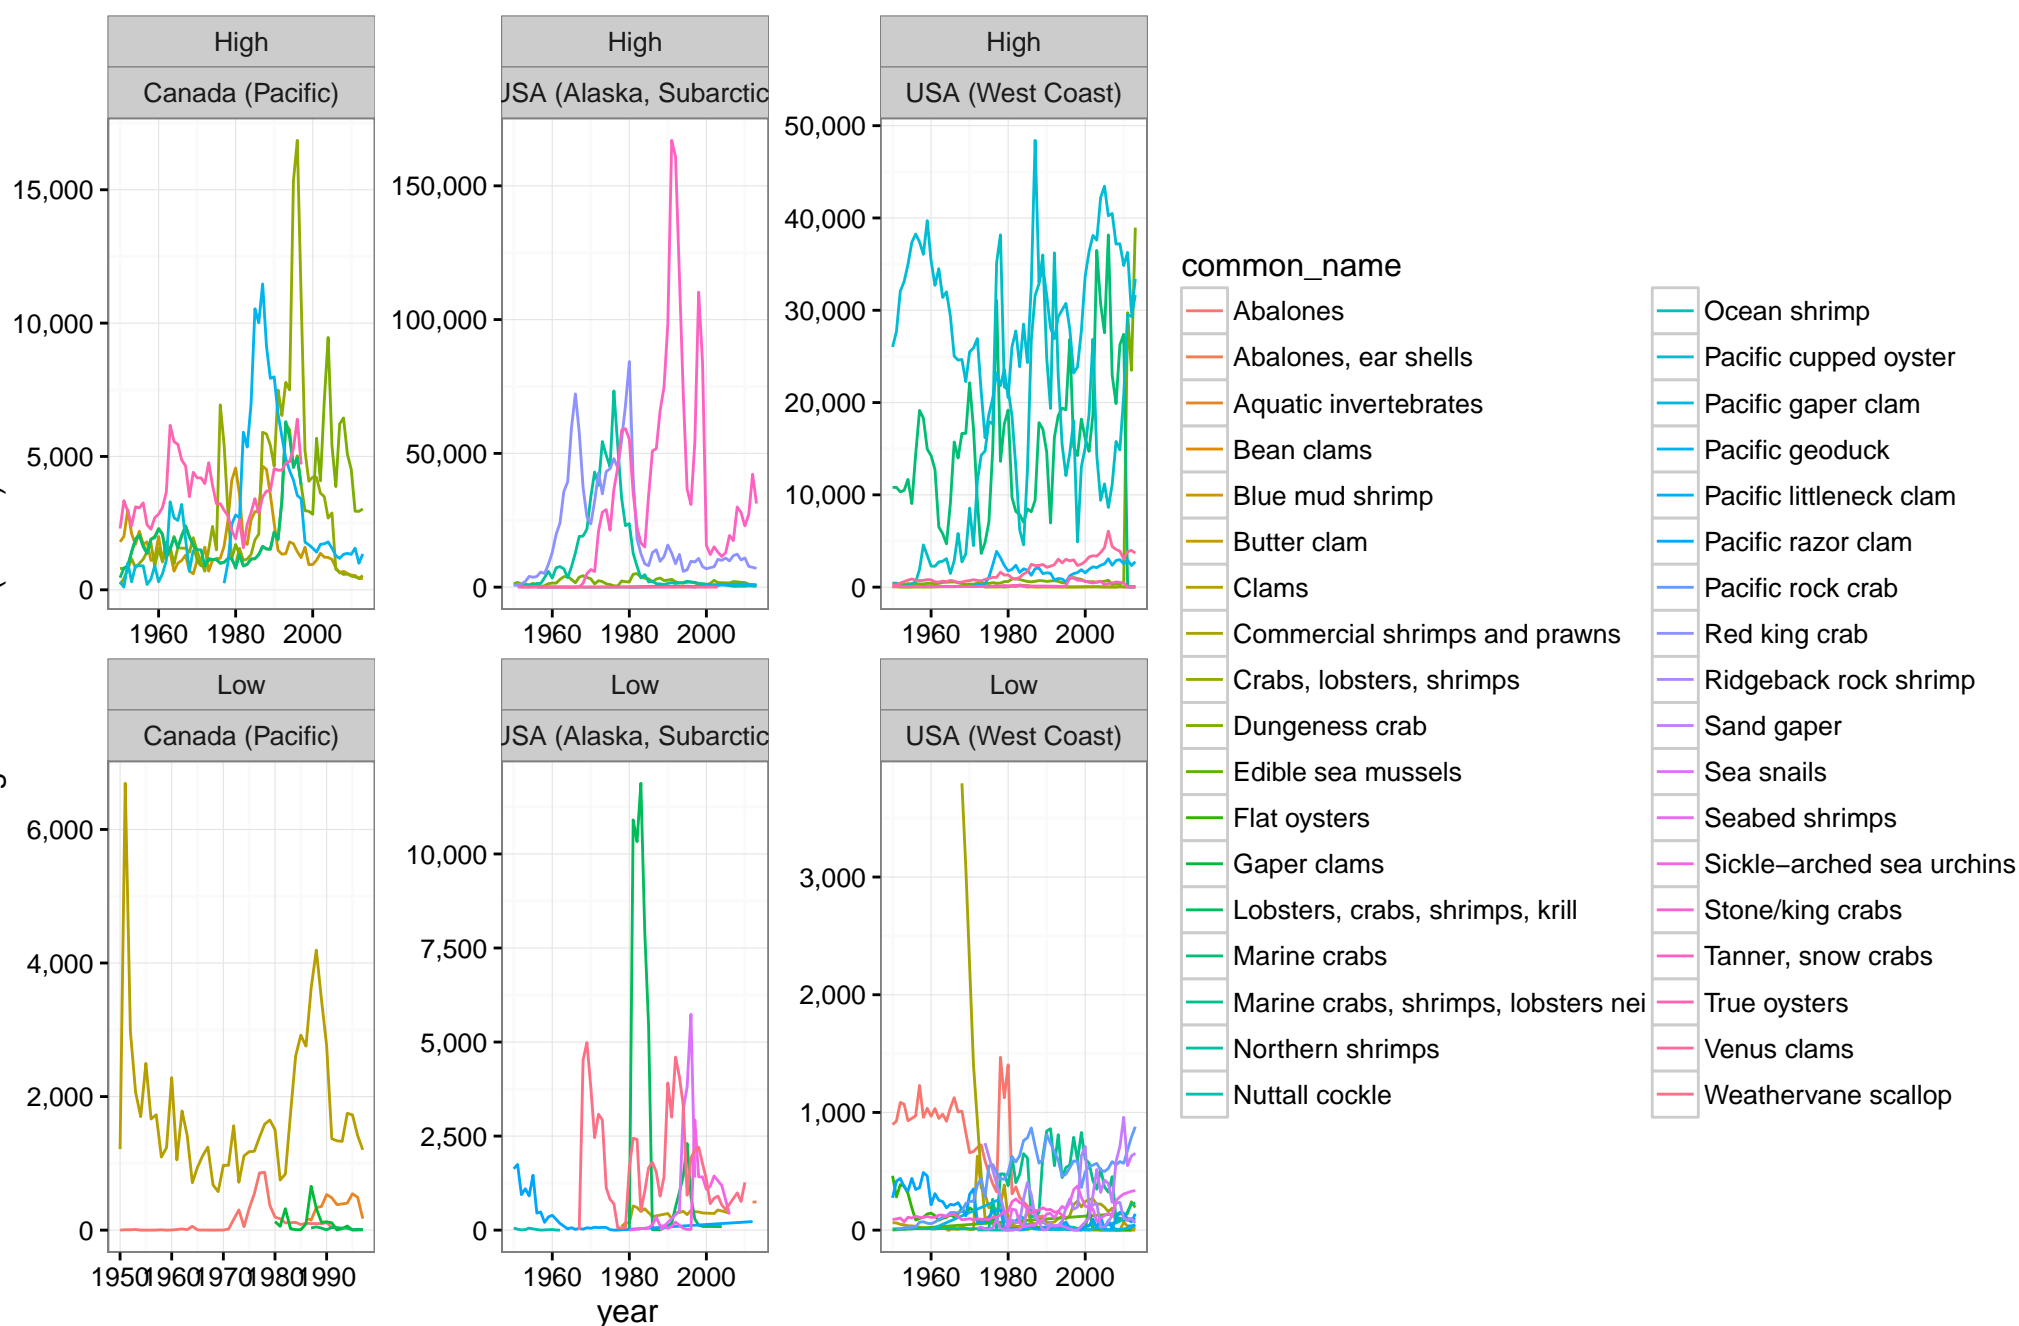 High
High
High
Canada (Pacific)
USA (Alaska, Subarctic
USA (West Coast)
15,000
10,000
5,000
0
1960
1980
2000
150,000
100,000
50,000
0
1960
1980
2000
50,000
40,000
30,000
20,000
10,000
0
1960
1980
2000
Low
Low
Low
Canada (Pacific)
USA (Alaska, Subarctic
USA (West Coast)
6,000
4,000
2,000
0
1950
1960
1970
1980
1990
10,000
7,500
5,000
2,500
0
1960
1980
2000
3,000
2,000
1,000
0
1960
1980
2000
year
common_name
Abalones
Abalones, ear shells
Aquatic invertebrates
Bean clams
Blue mud shrimp
Butter clam
Clams
Commercial shrimps and prawns
Crabs, lobsters, shrimps
Dungeness crab
Edible sea mussels
Flat oysters
Gaper clams
Lobsters, crabs, shrimps, krill
Marine crabs
Marine crabs, shrimps, lobsters nei
Northern shrimps
Nuttall cockle
Ocean shrimp
Pacific cupped oyster
Pacific gaper clam
Pacific geoduck
Pacific littleneck clam
Pacific razor clam
Pacific rock crab
Red king crab
Ridgeback rock shrimp
Sand gaper
Sea snails
Seabed shrimps
Sickle−arched sea urchins
Stone/king crabs
Tanner, snow crabs
True oysters
Venus clams
Weathervane scallop